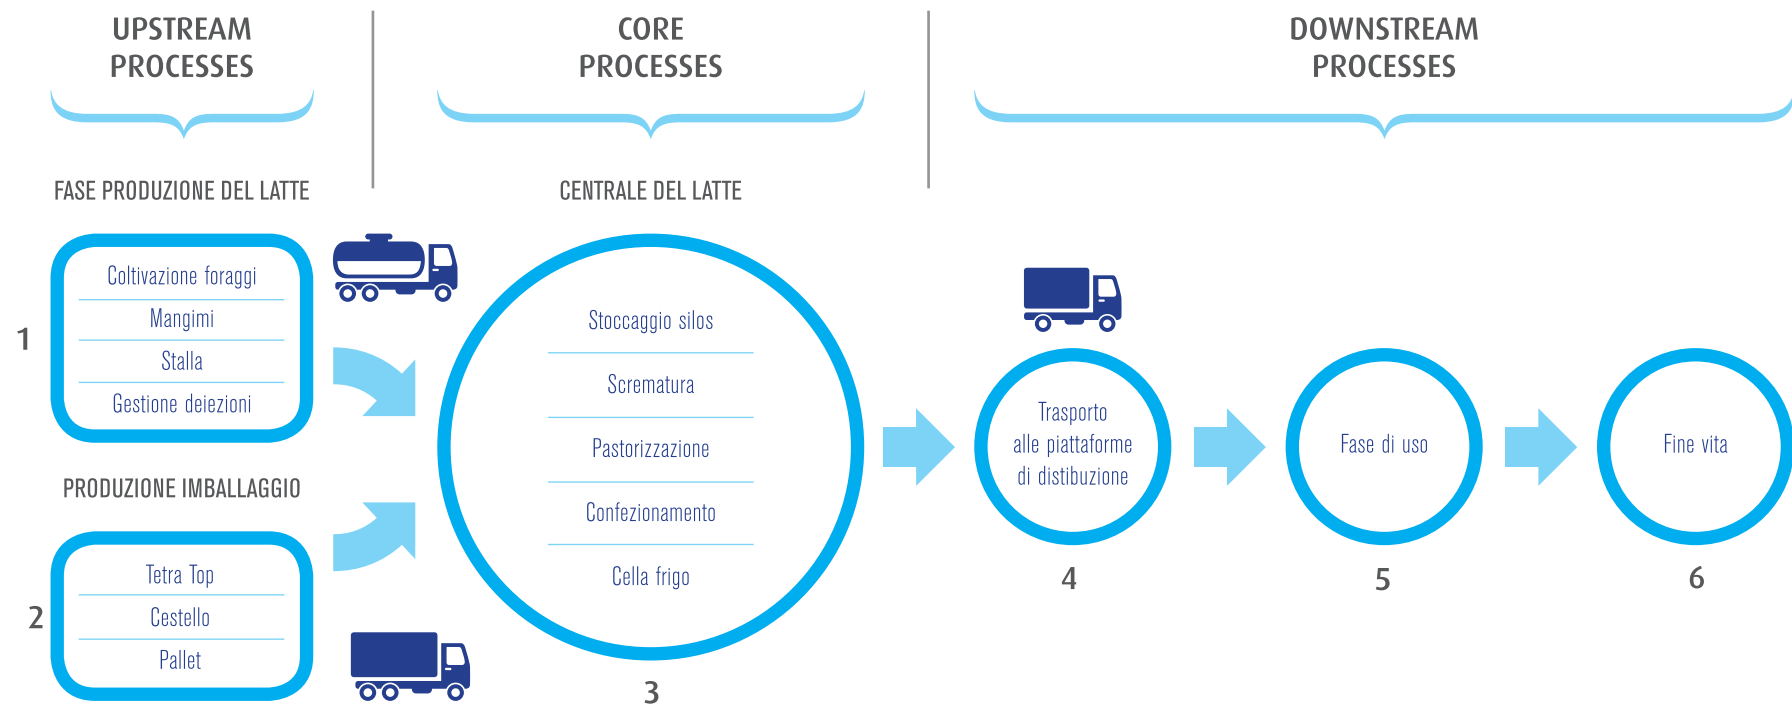 UPSTREAM
PROCESSES
CORE
PROCESSES
DOWNSTREAM
PROCESSES
FASE PRODUZIONE DEL LATTE
1
Coltivazione foraggi
Mangimi
Stalla
Gestione deiezioni
PRODUZIONE IMBALLAGGIO
2
Tetra Top
Cestello
Pallet
CENTRALE DEL LATTE
Stoccaggio silos
Scrematura
Pastorizzazione
Confezionamento
Cella frigo
3
Trasporto
alle piattaforme
di distibuzione
4
Fase di uso
5
Fine vita
6